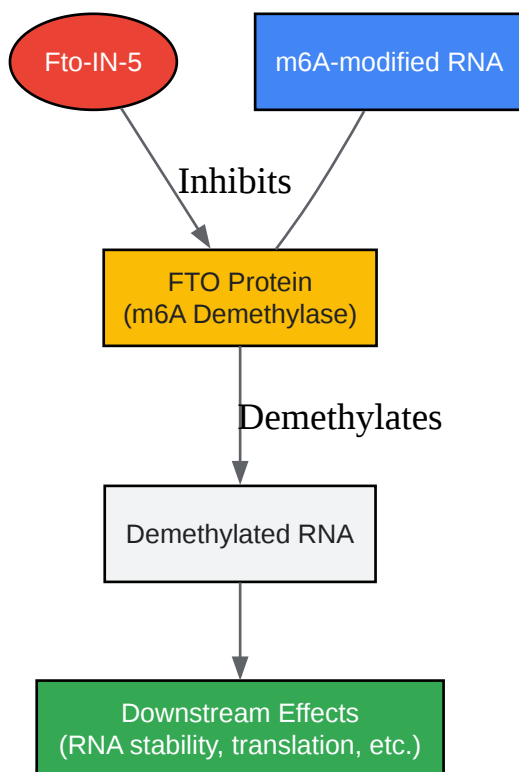 Fto-IN-5
m6A-modified RNA
Inhibits
FTO Protein
(m6A Demethylase)
Demethylates
Demethylated RNA
Downstream Effects
(RNA stability, translation, etc.)